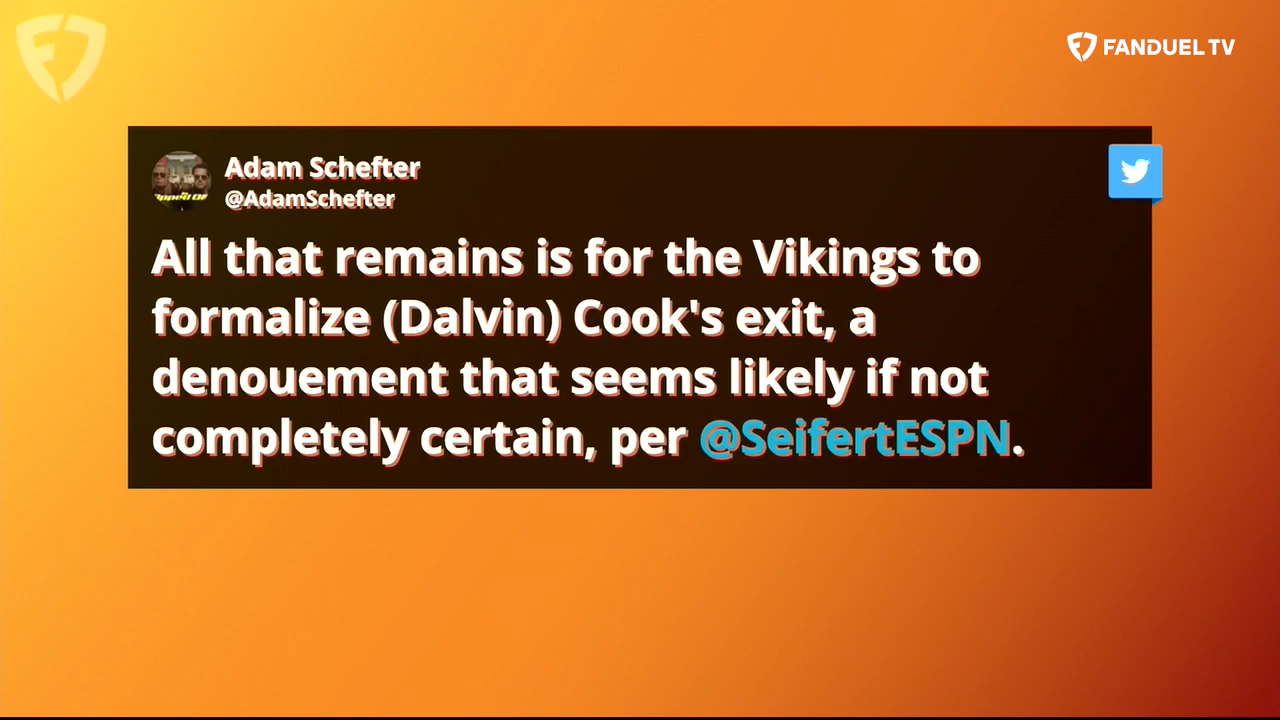 FANDUEL TV
Adam Schefter
@AdamSchefter
All that remains is for the Vikings to
formalize (Dalvin) Cook's exit, a
denouement that seems likely if not
completely certain, per @SeifertESPN.